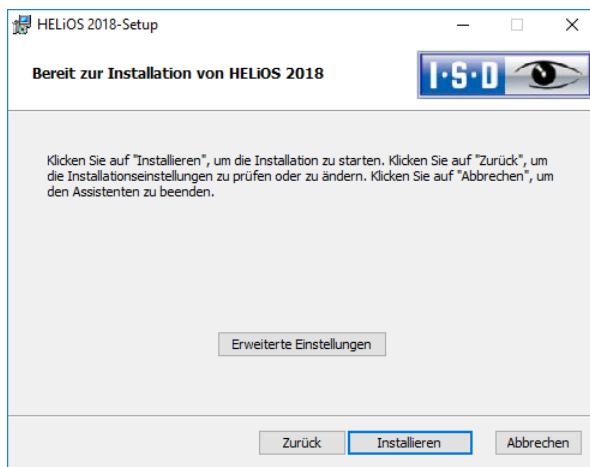 HELiOS 2018-Setup
Bereit zur Installation von HELiOS 2018
I·S·D
Klicken Sie auf "Installieren", um die Installation zu starten. Klicken Sie auf "Zurück", um
die Installationseinstellungen zu prüfen oder zu ändern. Klicken Sie auf "Abbrechen", um
den Assistenten zu beenden.
Erweiterte Einstellungen
Zurück Installieren Abbrechen